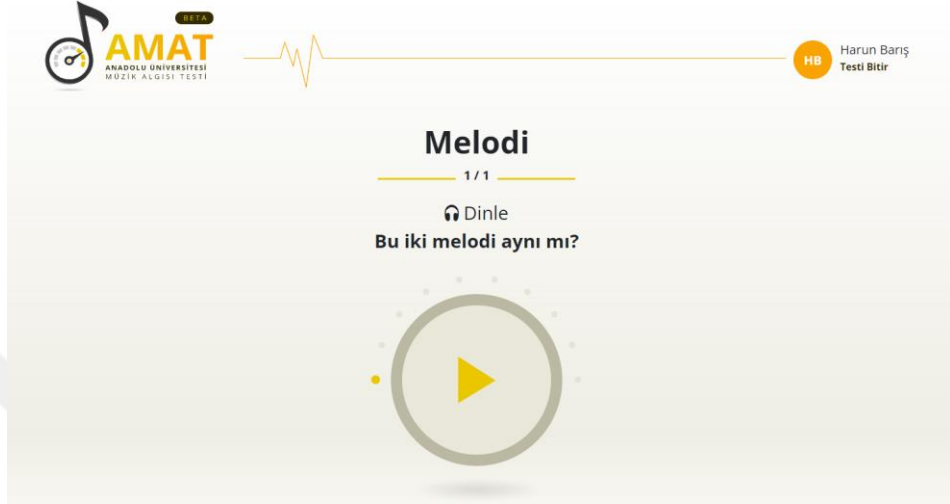 BETA
AMAT
ANADOLU ÜNİVERSİTESİ
MÜZİK ALGISI TESTİ
HB
Harun Barış
Testi Bitir
Melodi
1 / 1
Dinle
Bu iki melodi aynı mı?